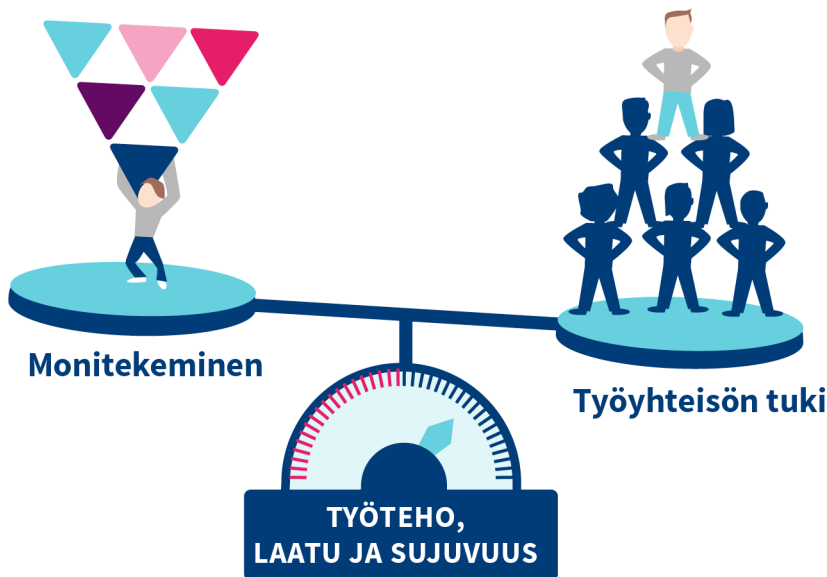 Monitekeminen
Työyhteisön tuki
TYÖTEHO,
LAATU JA SUJUVUUS